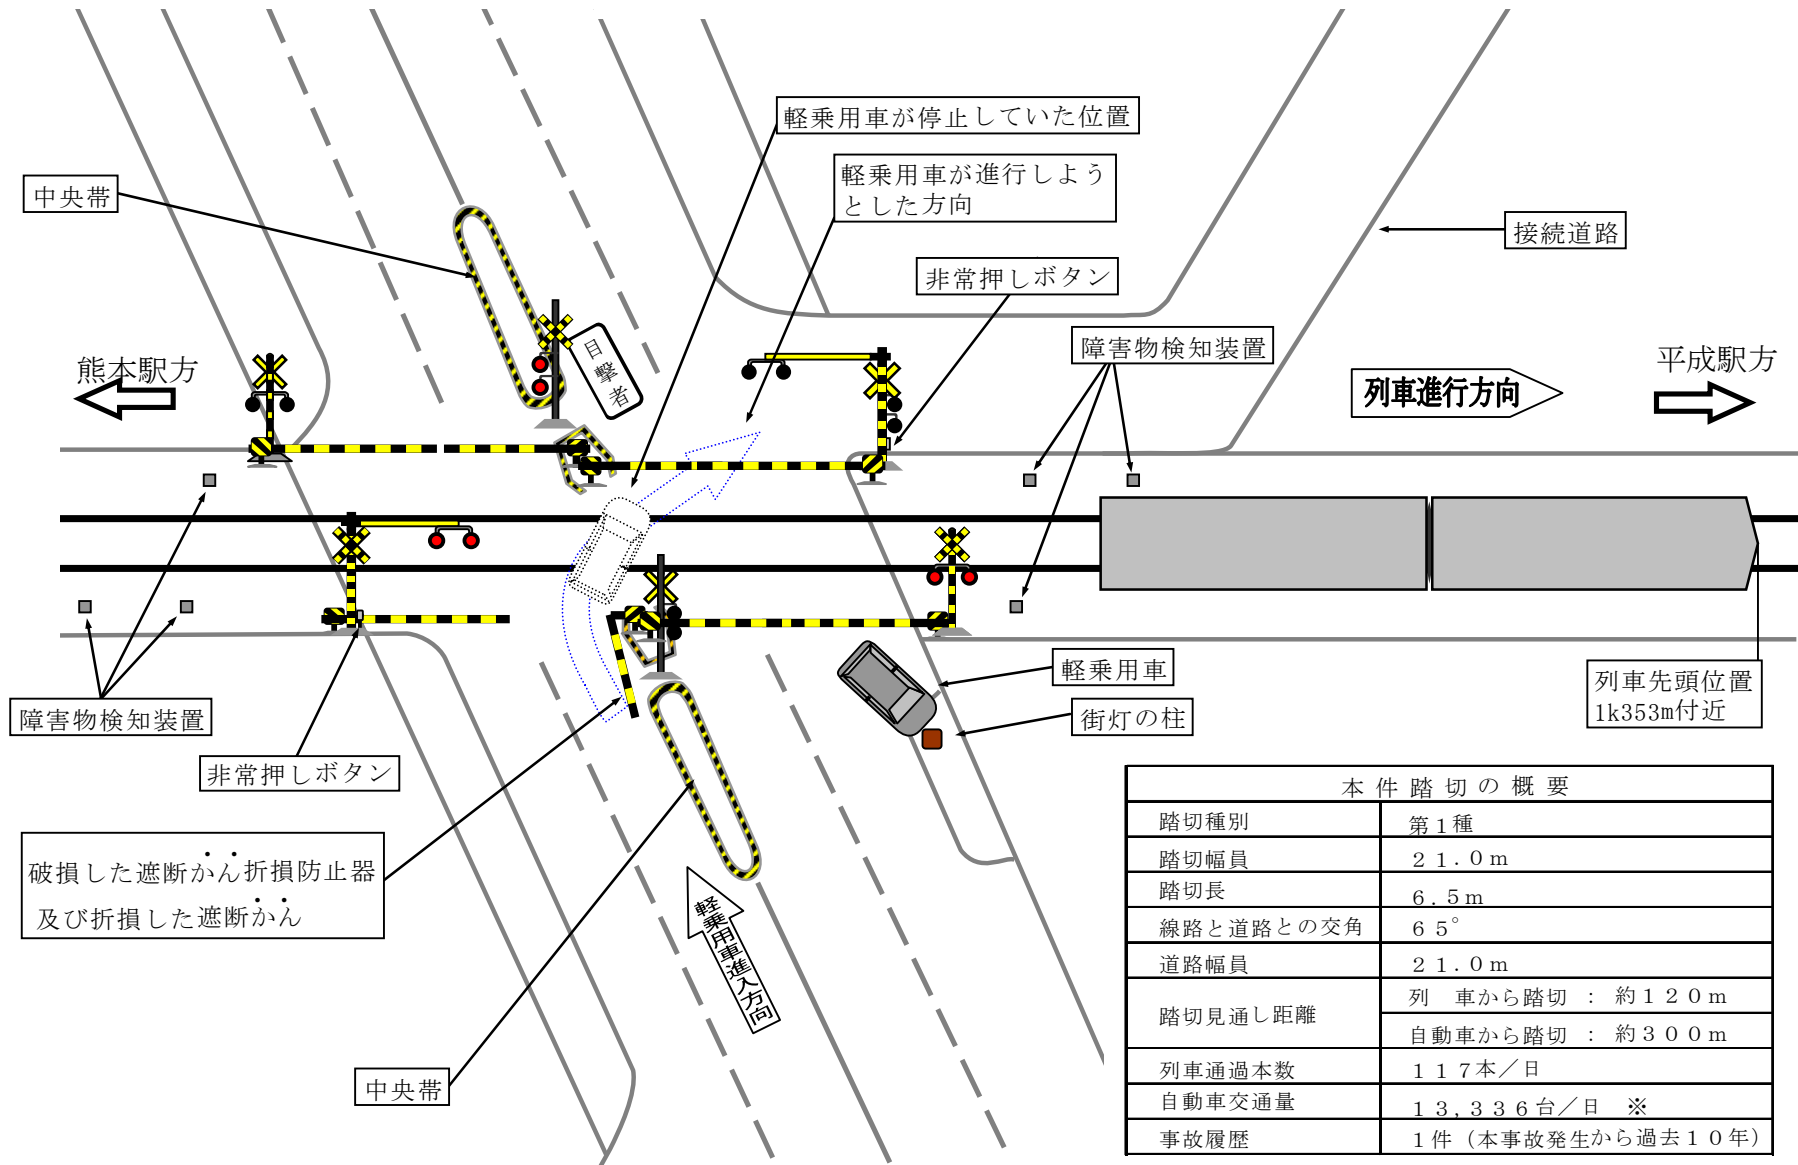 軽乗用車が停止していた位置
軽乗用車が進行しよう
とした方向
中央帯
接続道路
非常押しボタン
目撃者
障害物検知装置
熊本駅方
平成駅方
列車進行方向
軽乗用車
列車先頭位置
1k353m付近
障害物検知装置
街灯の柱
非常押しボタン
破損した遮断かん折損防止器
及び折損した遮断かん
軽乗用車進入方向
中央帯
本件踏切の概要
踏切種別 第1種
踏切幅員 21.0m
踏切長 6.5m
線路と道路との交角 65°
道路幅員 21.0m
踏切見通し距離 列 車から踏切 : 約120m
自動車から踏切 : 約300m
列車通過本数 117本／日
自動車交通量 13,336台／日 ※
事故履歴 1件（本事故発生から過去10年）